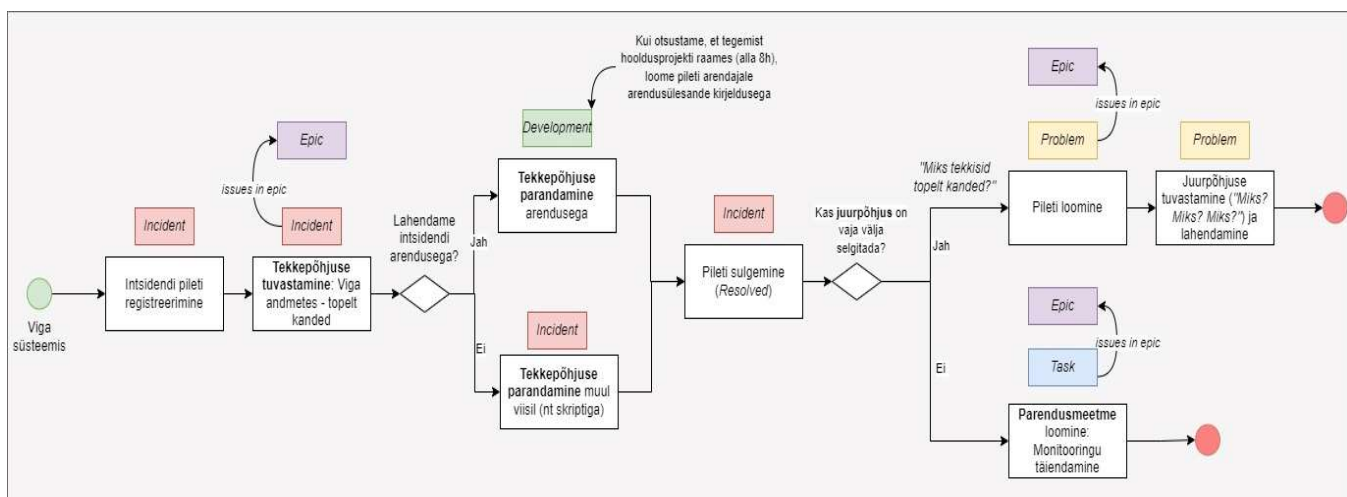 Viga
süsteemis
Incident
Intsidendi pileti
registreerimine
Epic
issues in epic
Incident
Tekkepõhjuse
tuvastamine: Viga
andmetes - topelt
kanded
Lahendame
intsidendi
arendusega?
Jah
Ei
Kui otsustame, et tegemist
hooldusprojekti raames (alla 8h),
loome pileti arendajale
arendusülesande kirjeldusega
Development
Tekkepõhjuse
parandamine
arendusega
Incident
Tekkepõhjuse
parandamine muul
viisil (nt skriptiga)
Incident
Pileti sulgemine
(Resolved)
Kas juurpõhjus on
vaja välja
selgitada?
Jah
Ei
"Miks tekkisid
topelt kanded?"
Epic
issues in epic
Problem
Pileti loomine
Problem
Juurpõhjuse
tuvastamine ("Miks?
Miks? Miks?") ja
lahendamine
Epic
issues in epic
Task
Parendusmeetme
loomine:
Monitooringu
täiendamine